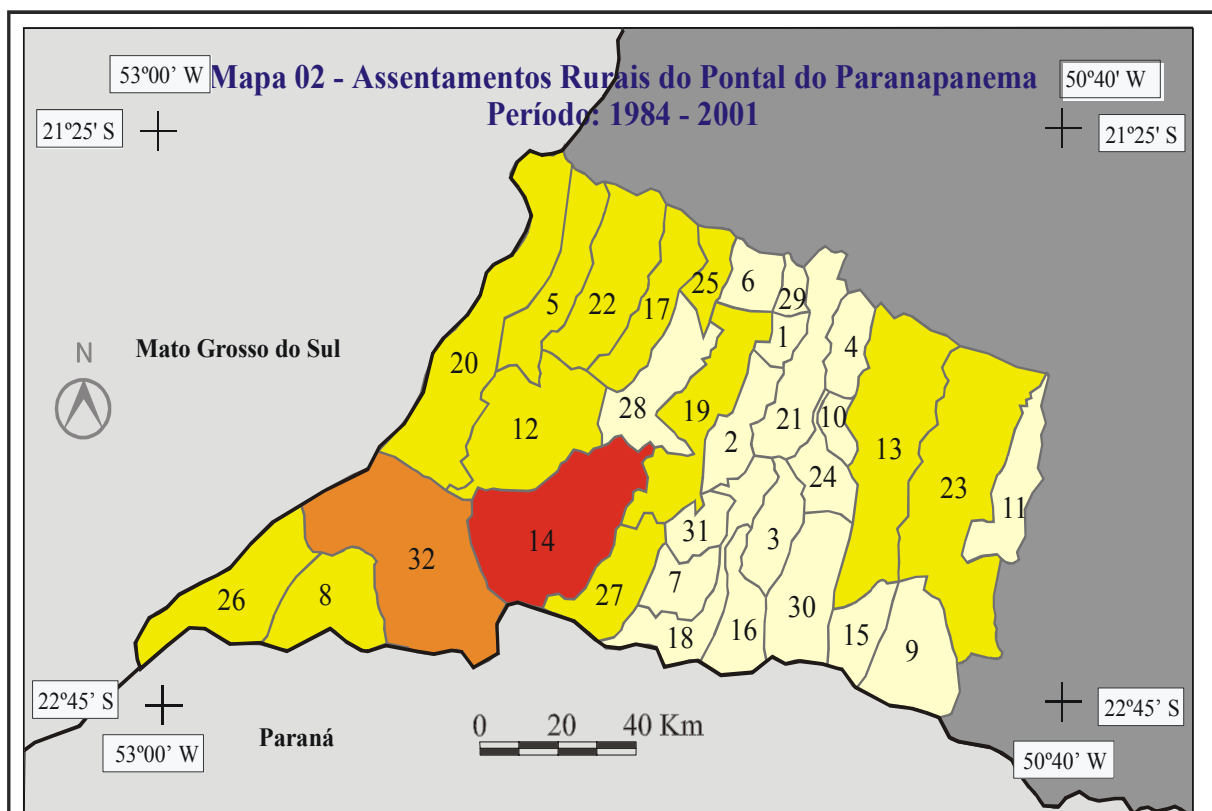 Mapa 02 - Assentamentos Rurais do Pontal do Paranapanema
Período: 1984 - 2001
53º00’ W
50º40' W
21º25' S
21º25' S
6
29
25
5
22
17
1
4
N
Mato Grosso do Sul
20
28
19
10
12
2
21
13
24
23
11
14
31
3
32
26
8
27
7
30
18
16
15
9
22º45’ S
22º45’ S
53º00’ W
Paraná
0 20 40 Km
50º40’ W